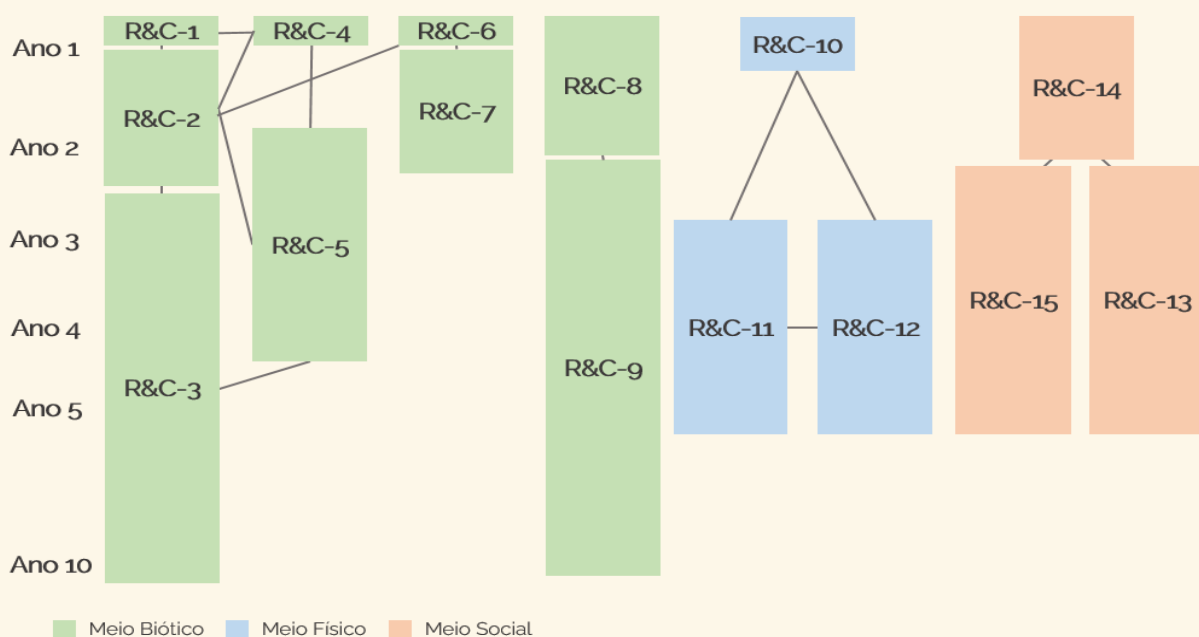 R&C-1
R&C-4
R&C-6
R&C-10
Ano 1
R&C-8
R&C-14
R&C-2
R&C-7
Ano 2
Ano 3
R&C-5
R&C-15
R&C-13
Ano 4
R&C-11
R&C-12
R&C-9
R&C-3
Ano 5
Ano 10
Meio Biótico
Meio Físico
Meio Social